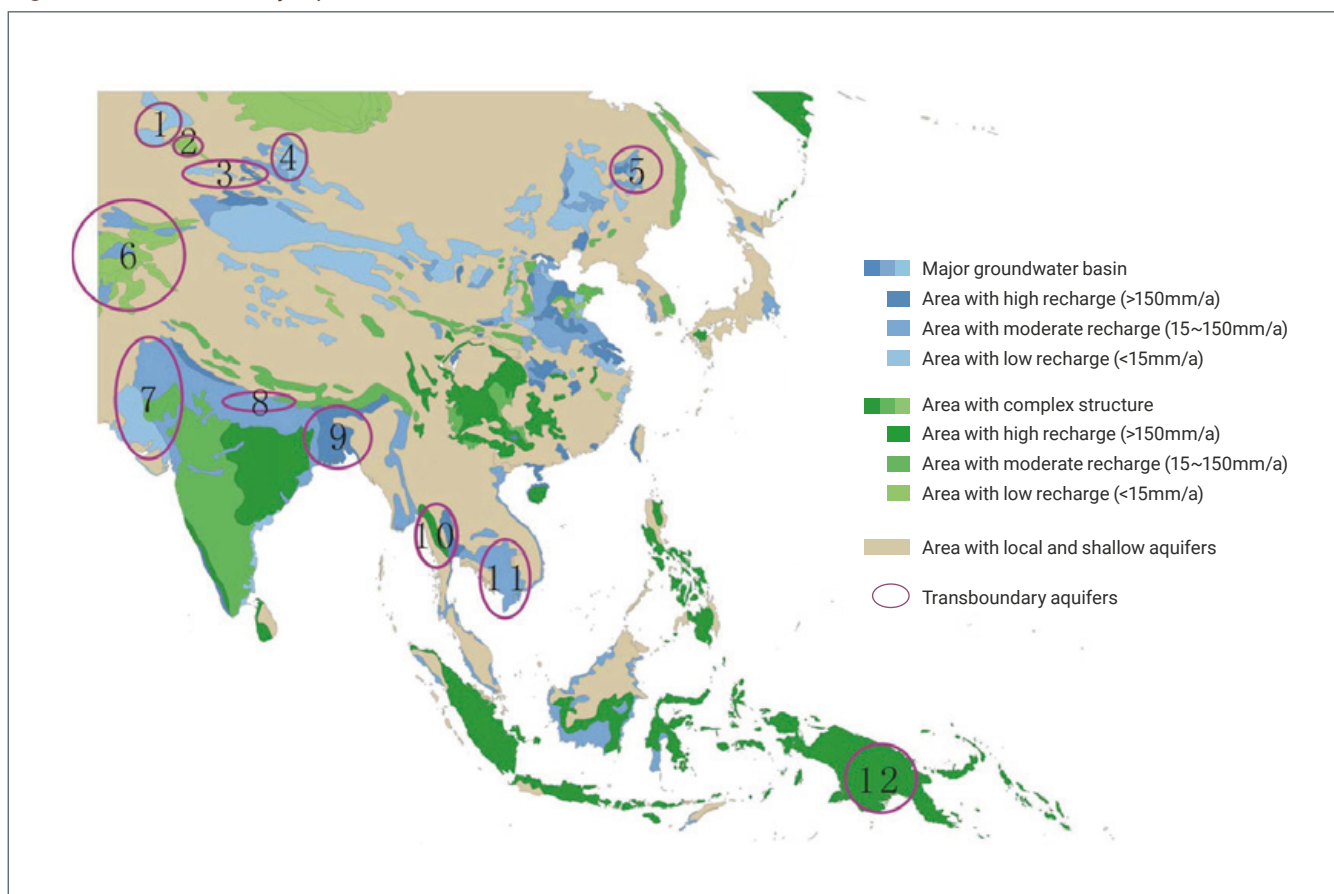 1
2
3
4
5
6
7
8
9
10
11
12
Major groundwater basin
Area with high recharge (>150mm/a)
Area with moderate recharge (15~150mm/a)
Area with low recharge (<15mm/a)
Area with complex structure
Area with high recharge (>150mm/a)
Area with moderate recharge (15~150mm/a)
Area with low recharge (<15mm/a)
Area with local and shallow aquifers
Transboundary aquifers